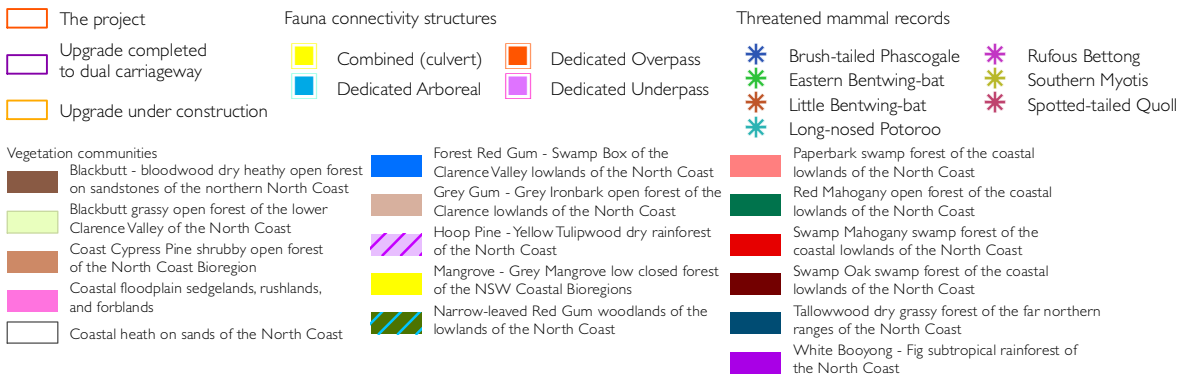 The project
Upgrade completed
to dual carriageway
Upgrade under construction
Fauna connectivity structures
Combined (culvert)
Dedicated Arboreal
Dedicated Overpass
Dedicated Underpass
Threatened mammal records
Brush-tailed Phascogale
Eastern Bentwing-bat
Little Bentwing-bat
Long-nosed Potoroo
Rufous Bettong
Southern Myotis
Spotted-tailed Quoll
Vegetation communities
Blackbutt - bloodwood dry heathy open forest
on sandstones of the northern North Coast
Blackbutt grassy open forest of the lower
Clarence Valley of the North Coast
Coast Cypress Pine shrubby open forest
of the North Coast Bioregion
Coastal floodplain sedgelands, rushlands,
and forblands
Coastal heath on sands of the North Coast
Forest Red Gum - Swamp Box of the
Clarence Valley lowlands of the North Coast
Grey Gum - Grey Ironbark open forest of the
Clarence lowlands of the North Coast
Hoop Pine - Yellow Tulipwood dry rainforest
of the North Coast
Mangrove - Grey Mangrove low closed forest
of the NSW Coastal Bioregions
Narrow-leaved Red Gum woodlands of the
lowlands of the North Coast
Paperbark swamp forest of the coastal
lowlands of the North Coast
Red Mahogany open forest of the coastal
lowlands of the North Coast
Swamp Mahogany swamp forest of the
coastal lowlands of the North Coast
Swamp Oak swamp forest of the coastal
lowlands of the North Coast
Tallowwood dry grassy forest of the far northern
ranges of the North Coast
White Booyong - Fig subtropical rainforest of
the North Coast